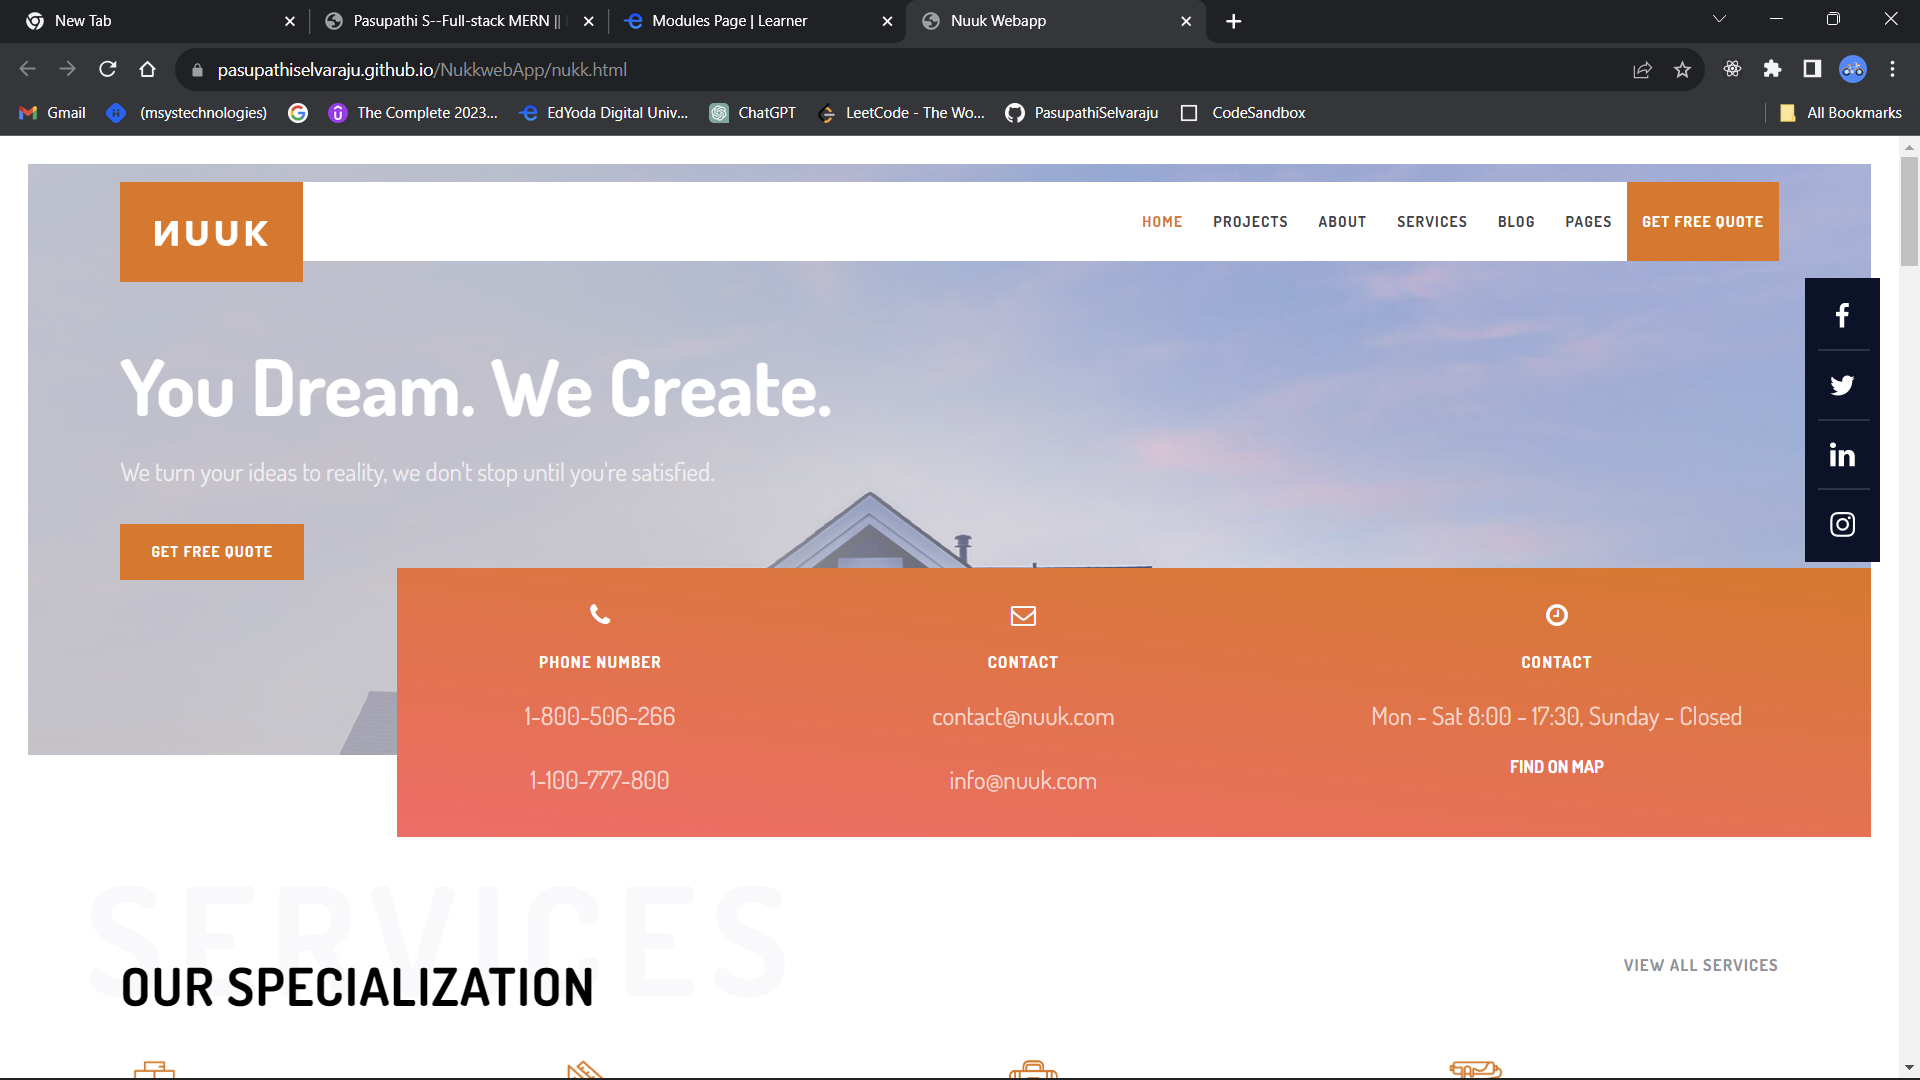 New Tab
Pasupathi S--Full-stack MERN ||
Modules Page | Learner
Nuuk Webapp
pasupathiselvaraju.github.io/NukkwebApp/nukk.html
Gmail
(msystechnologies)
The Complete 2023...
EdYoda Digital Univ...
ChatGPT
LeetCode - The Wo...
PasupathiSelvaraju
CodeSandbox
All Bookmarks
NUUK
HOME
PROJECTS
ABOUT
SERVICES
BLOG
PAGES
GET FREE QUOTE
You Dream. We Create.
We turn your ideas to reality, we don't stop until you're satisfied.
GET FREE QUOTE
PHONE NUMBER
1-800-506-266
1-100-777-800
CONTACT
contact@nuuk.com
info@nuuk.com
CONTACT
Mon - Sat 8:00 - 17:30, Sunday - Closed
FIND ON MAP
SERVICES
OUR SPECIALIZATION
VIEW ALL SERVICES